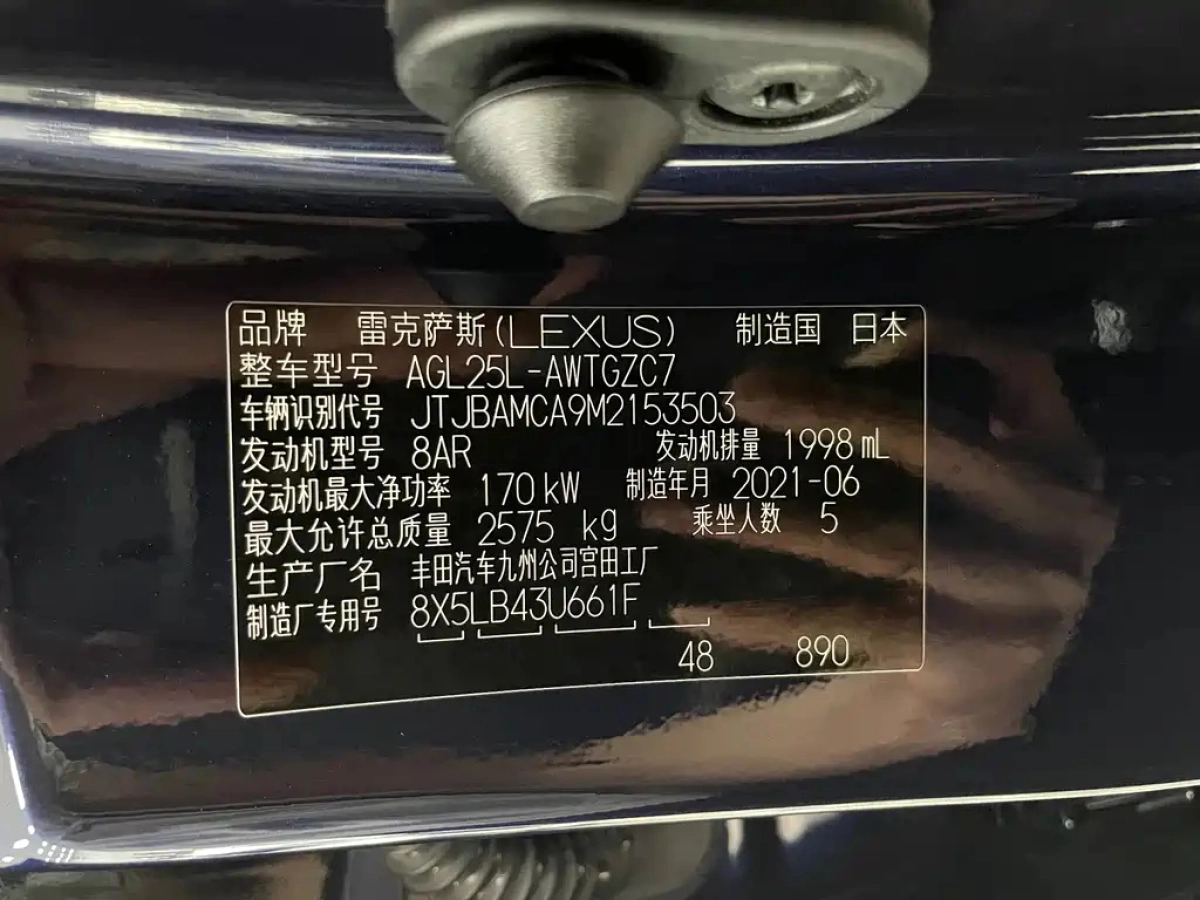 品牌 雷克萨斯(LEXUS) 制造国 日本
整车型号 AGL25L-AWTGZC7
车辆识别代号 JTJBAMCA9M2153503
发动机型号 8AR 发动机排量 1998 mL
发动机最大净功率 170 kW 制造年月 2021-06
最大允许总质量 2575 kg 乘坐人数 5
生产厂名 丰田汽车九州公司宫田工厂
制造厂专用号 8X5LB43U661F
48 890